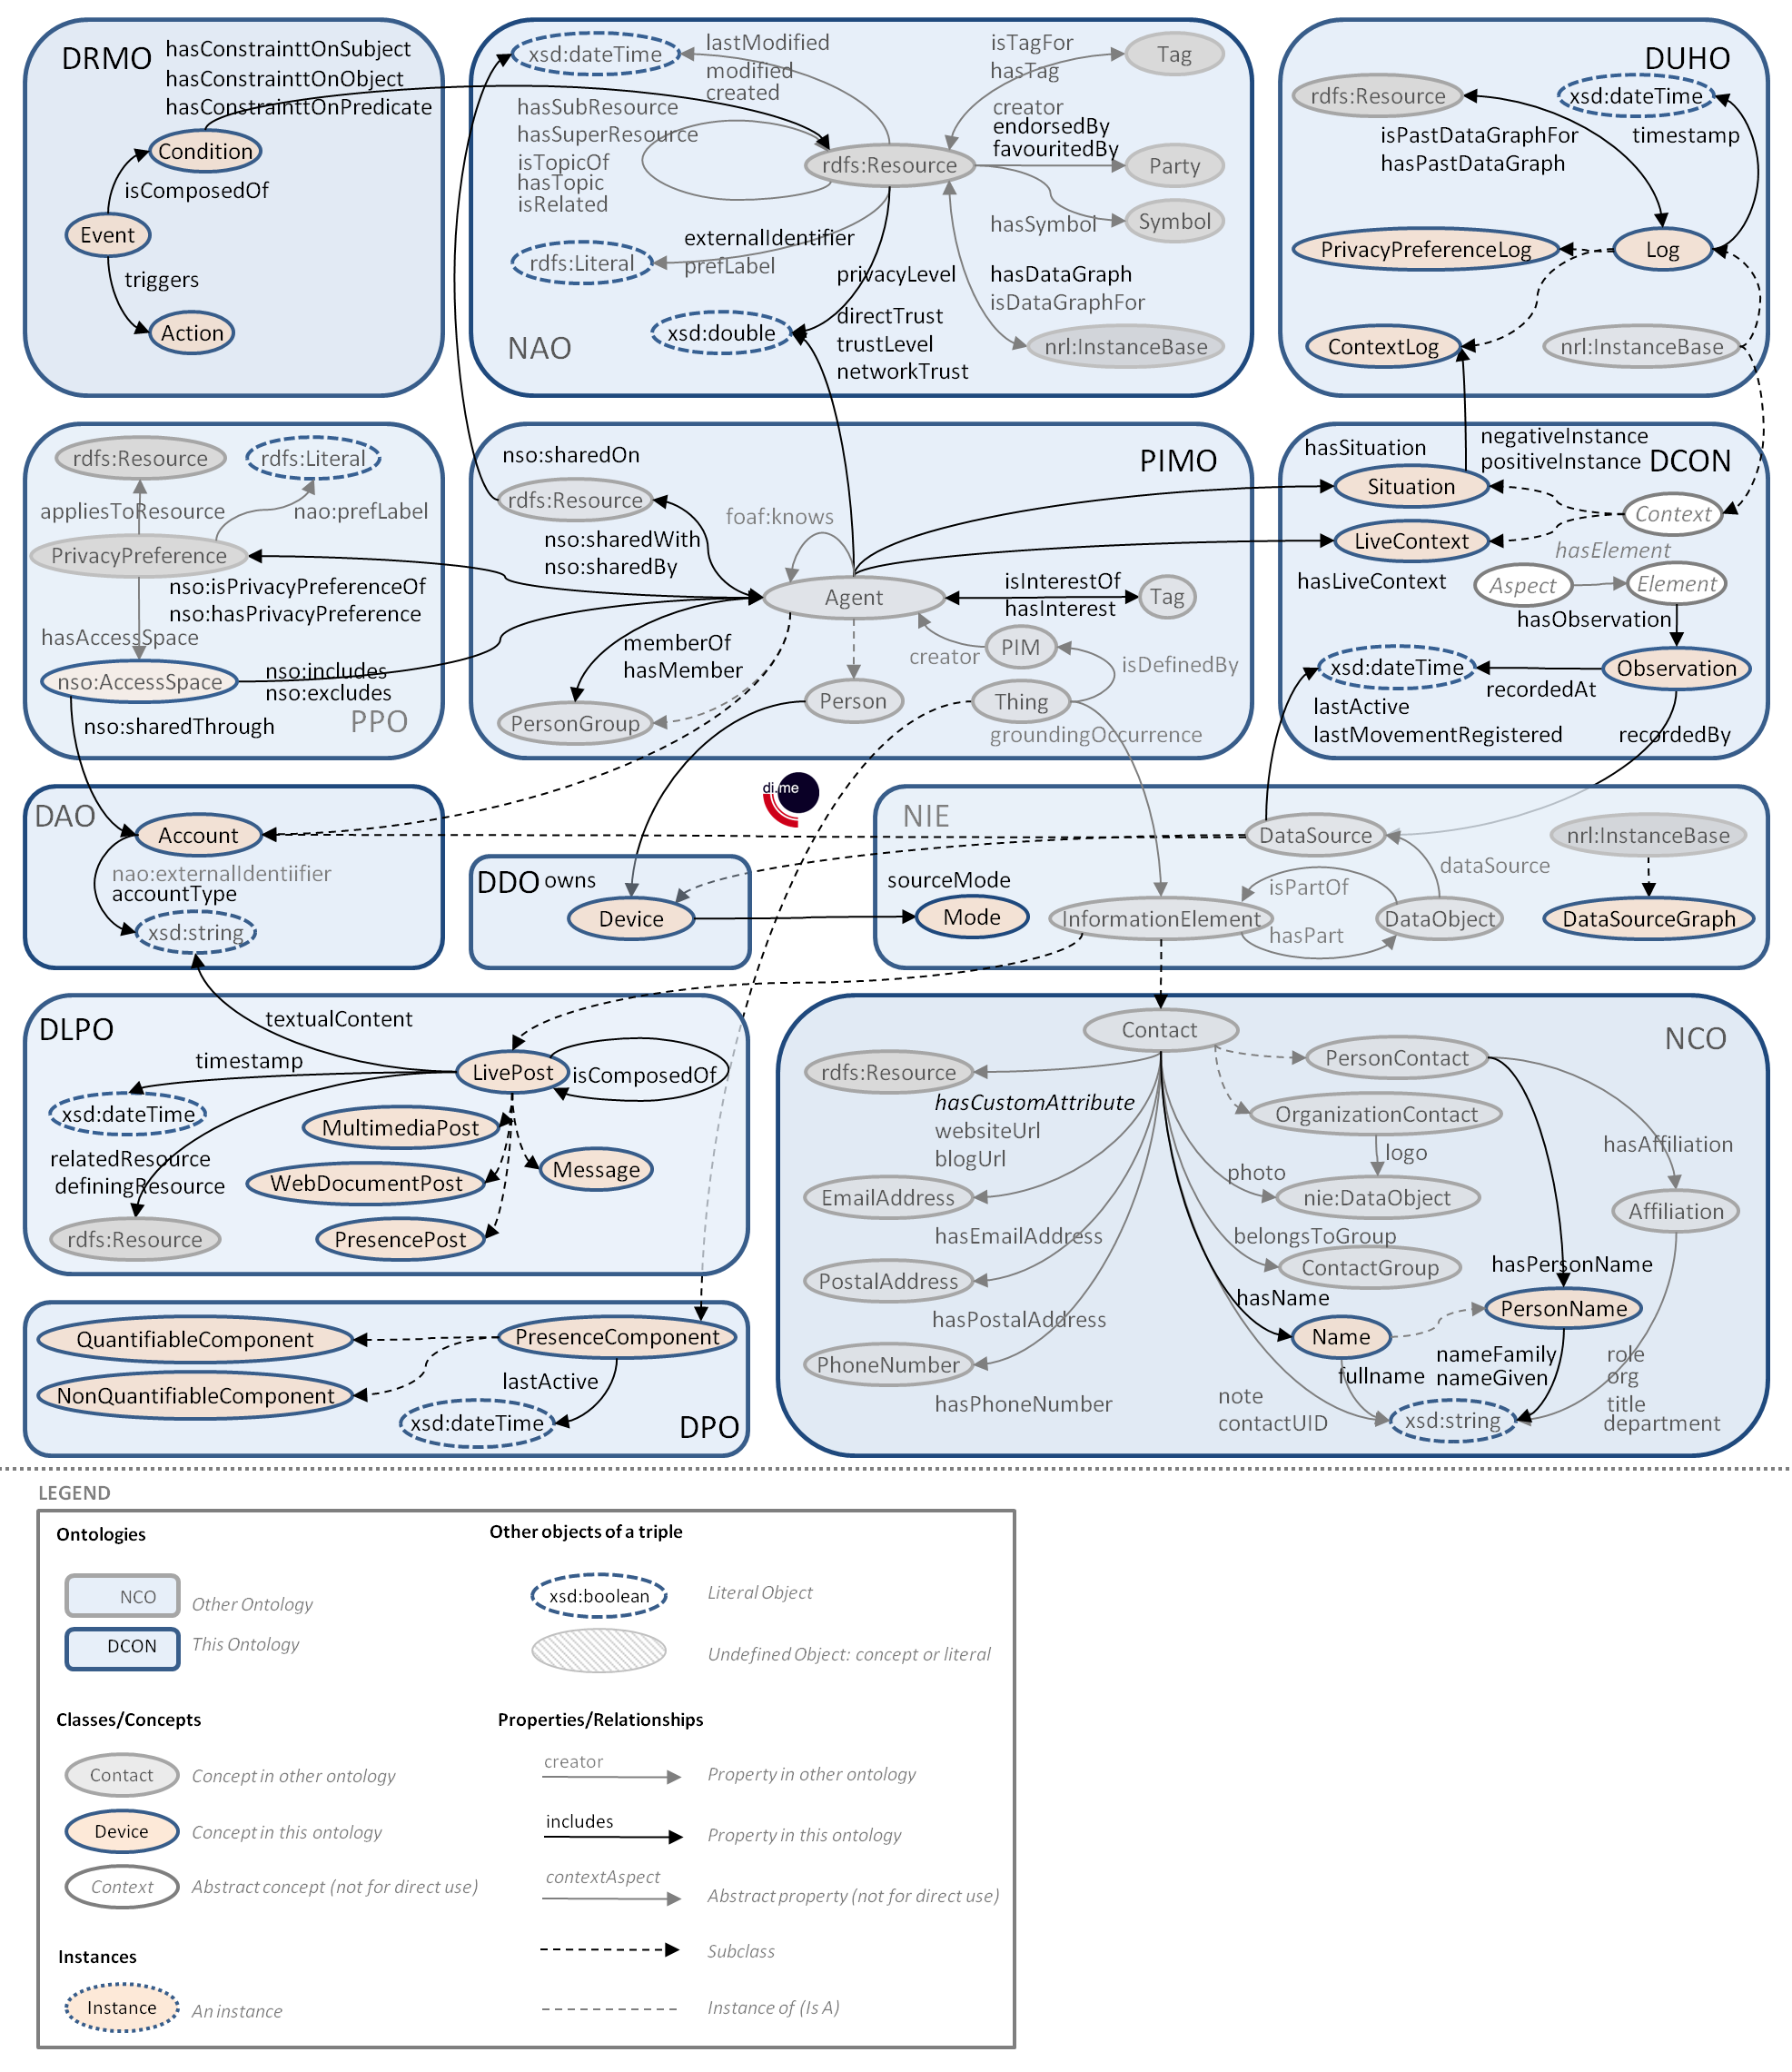 DRMO
hasConstrainttOnSubject
hasConstrainttOnObject
hasConstrainttOnPredicate
Condition
isComposedOf
Event
triggers
Action
xsd:dateTime
lastModified
modified
created
isTagFor
hasTag
Tag
hasSubResource
hasSuperResource
isTopicOf
hasTopic
isRelated
creator
endorsedBy
favouritedBy
rdfs:Resource
Party
hasSymbol
Symbol
externalIdentifier
prefLabel
rdfs:Literal
privacyLevel
hasDataGraph
isDataGraphFor
directTrust
trustLevel
networkTrust
xsd:double
NAO
nrl:InstanceBase
DUHO
rdfs:Resource
xsd:dateTime
isPastDataGraphFor
hasPastDataGraph
timestamp
PrivacyPreferenceLog
Log
ContextLog
nrl:InstanceBase
rdfs:Resource
rdfs:Literal
appliesToResource
nao:prefLabel
PrivacyPreference
nso:isPrivacyPreferenceOf
nso:hasPrivacyPreference
hasAccessSpace
nso:AccessSpace
nso:includes
nso:excludes
nso:sharedThrough
PPO
nso:sharedOn
PIMO
rdfs:Resource
foaf:knows
nso:sharedWith
nso:sharedBy
Agent
isInterestOf
hasInterest
Tag
memberOf
hasMember
creator
PIM
isDefinedBy
PersonGroup
Person
Thing
groundingOccurrence
hasSituation
negativeInstance
positiveInstance
DCON
Situation
Context
LiveContext
hasElement
hasLiveContext
Aspect
Element
hasObservation
xsd:dateTime
Observation
recordedAt
lastActive
lastMovementRegistered
recordedBy
DAO
Account
nao:externalIdentiifier
accountType
xsd:string
di.me
DDO
owns
Device
NIE
DataSource
nrl:InstanceBase
sourceMode
isPartOf
dataSource
Mode
InformationElement
DataObject
DataSourceGraph
hasPart
DLPO
textualContent
timestamp
LivePost
isComposedOf
xsd:dateTime
MultimediaPost
relatedResource
definingResource
WebDocumentPost
Message
rdfs:Resource
PresencePost
QuantifiableComponent
PresenceComponent
NonQuantifiableComponent
lastActive
xsd:dateTime
DPO
Contact
NCO
rdfs:Resource
PersonContact
hasCustomAttribute
websiteUrl
blogUrl
OrganizationContact
logo
hasAffiliation
photo
EmailAddress
nie:DataObject
Affiliation
hasEmailAddress
belongsToGroup
PostalAddress
ContactGroup
hasPersonName
hasName
PersonName
hasPostalAddress
Name
PhoneNumber
fullname
nameFamily
nameGiven
role
org
title
department
hasPhoneNumber
note
contactUID
xsd:string
LEGEND
Ontologies
NCO
Other Ontology
DCON
This Ontology
Other objects of a triple
xsd:boolean
Literal Object
Undefined Object: concept or literal
Classes/Concepts
Contact
Concept in other ontology
Device
Concept in this ontology
Context
Abstract concept (not for direct use)
Properties/Relationships
creator
Property in other ontology
includes
Property in this ontology
contextAspect
Abstract property (not for direct use)
Subclass
Instance of (Is A)
Instances
Instance
An instance